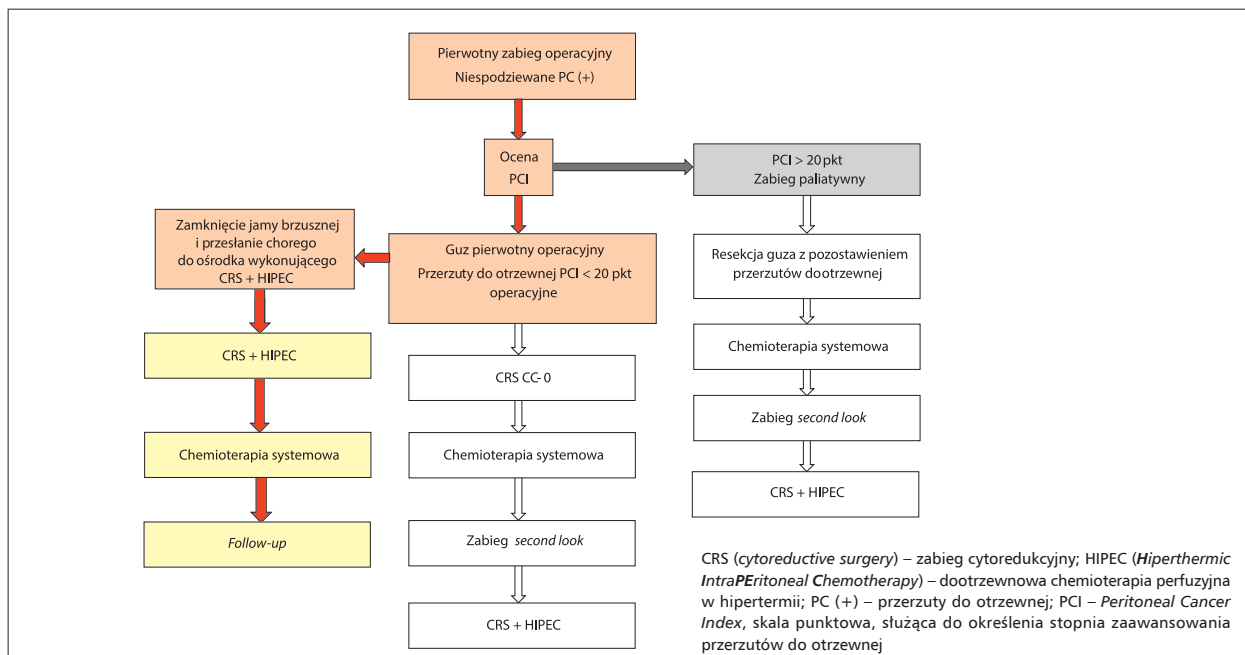 Pierwotny zabieg operacyjny
Niespodziewane PC (+)
Ocena
PCI
PCI > 20 pkt
Zabieg paliatywny
Zamknięcie jamy brzusznej
i przesłanie chorego
do ośrodka wykonującego
CRS + HIPEC
Guz pierwotny operacyjny
Przerzuty do otrzewnej PCI < 20 pkt
operacyjne
Resekcja guza z pozostawieniem
przerzutów dootrzewnej
CRS + HIPEC
CRS CC- 0
Chemioterapia systemowa
Zabieg second look
Chemioterapia systemowa
Chemioterapia systemowa
CRS + HIPEC
Follow-up
Zabieg second look
CRS + HIPEC
CRS (cytoreductive surgery) – zabieg cytoredukcyjny; HIPEC (Hiperthermic
IntraPEritoneal Chemotherapy) – dootrzewnowa chemioterapia perfuzyjna
w hipertermii; PC (+) – przerzuty do otrzewnej; PCI – Peritoneal Cancer
Index, skala punktowa, służąca do określenia stopnia zaawansowania
przerzutów do otrzewnej